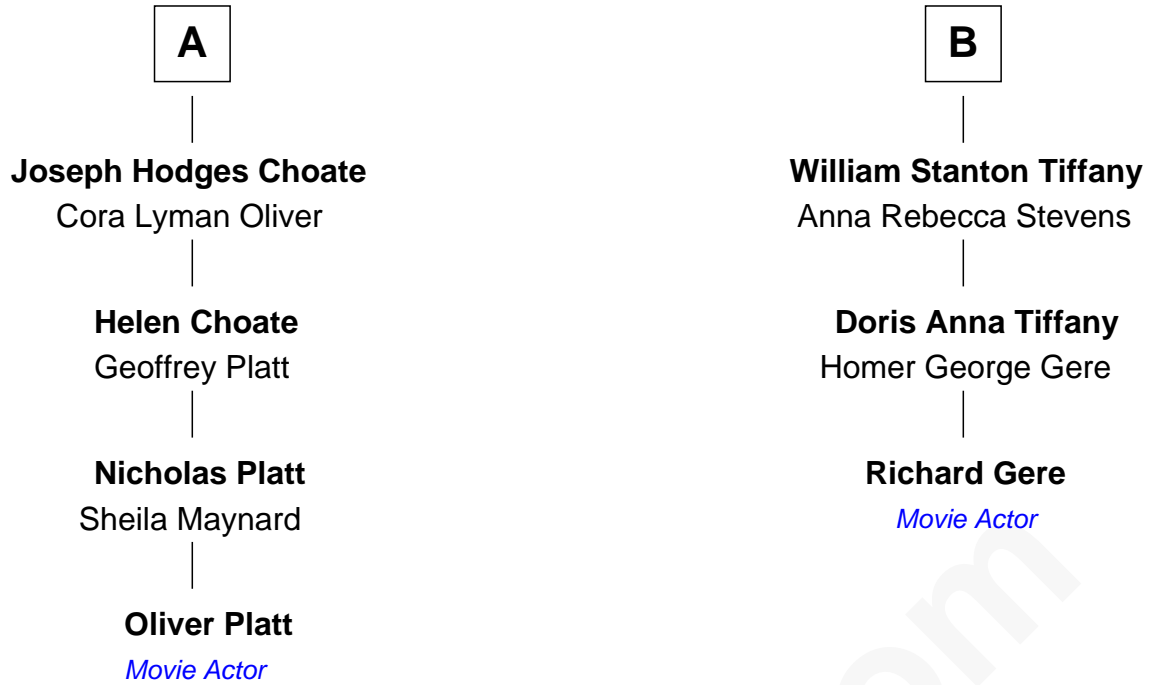 A
Joseph Hodges Choate
Cora Lyman Oliver
Helen Choate
Geoffrey Platt
Nicholas Platt
Sheila Maynard
Oliver Platt
Movie Actor
B
William Stanton Tiffany
Anna Rebecca Stevens
Doris Anna Tiffany
Homer George Gere
Richard Gere
Movie Actor
om